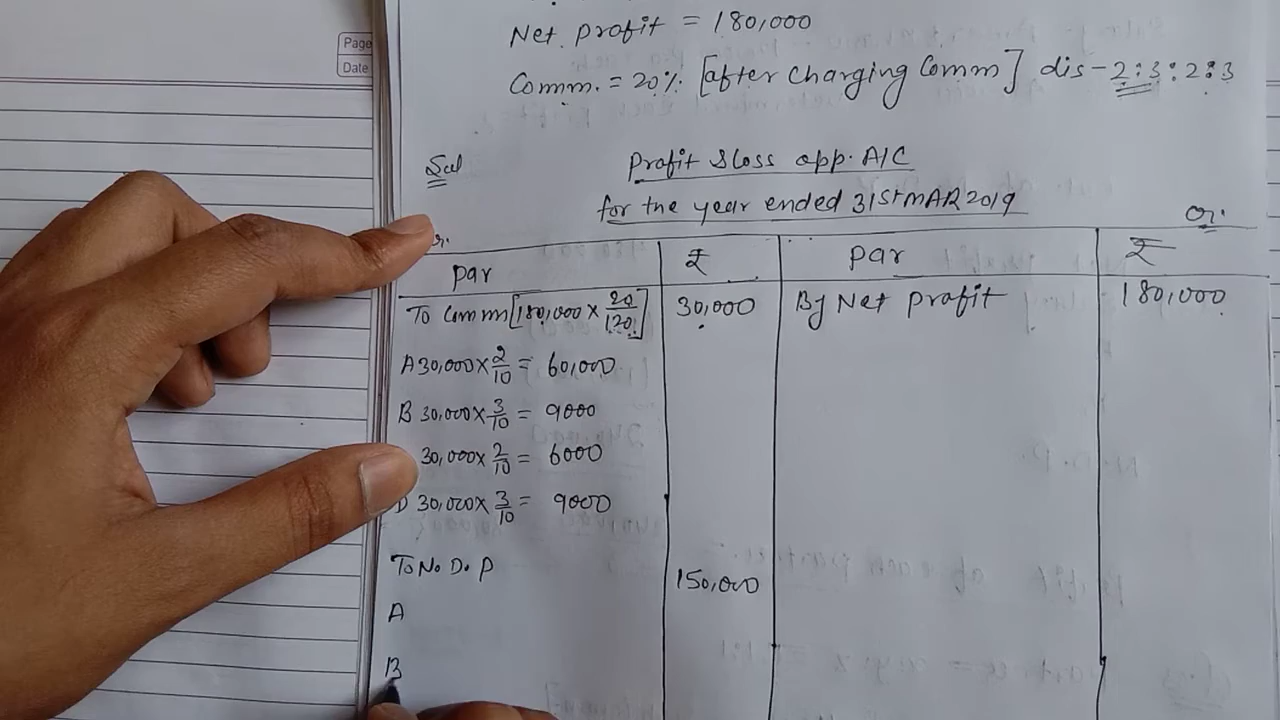 Page
Date
Net. profit = 180,000
Comm. = 20% [after charging Comm] dis - 2:3:2:3
Sol
Profit & loss app. A/C
for the year ended 31st MAR 2019
Cr.
par ₹ par ₹
To Comm [180,000 × 20/120] 30,000 By Net profit 180,000
A 30,000 × 2/10 = 60,000
B 30,000 × 3/10 = 9000
30,000 × 2/10 = 6000
D 30,000 × 3/10 = 9000
To N.D.P 150,000
A
B